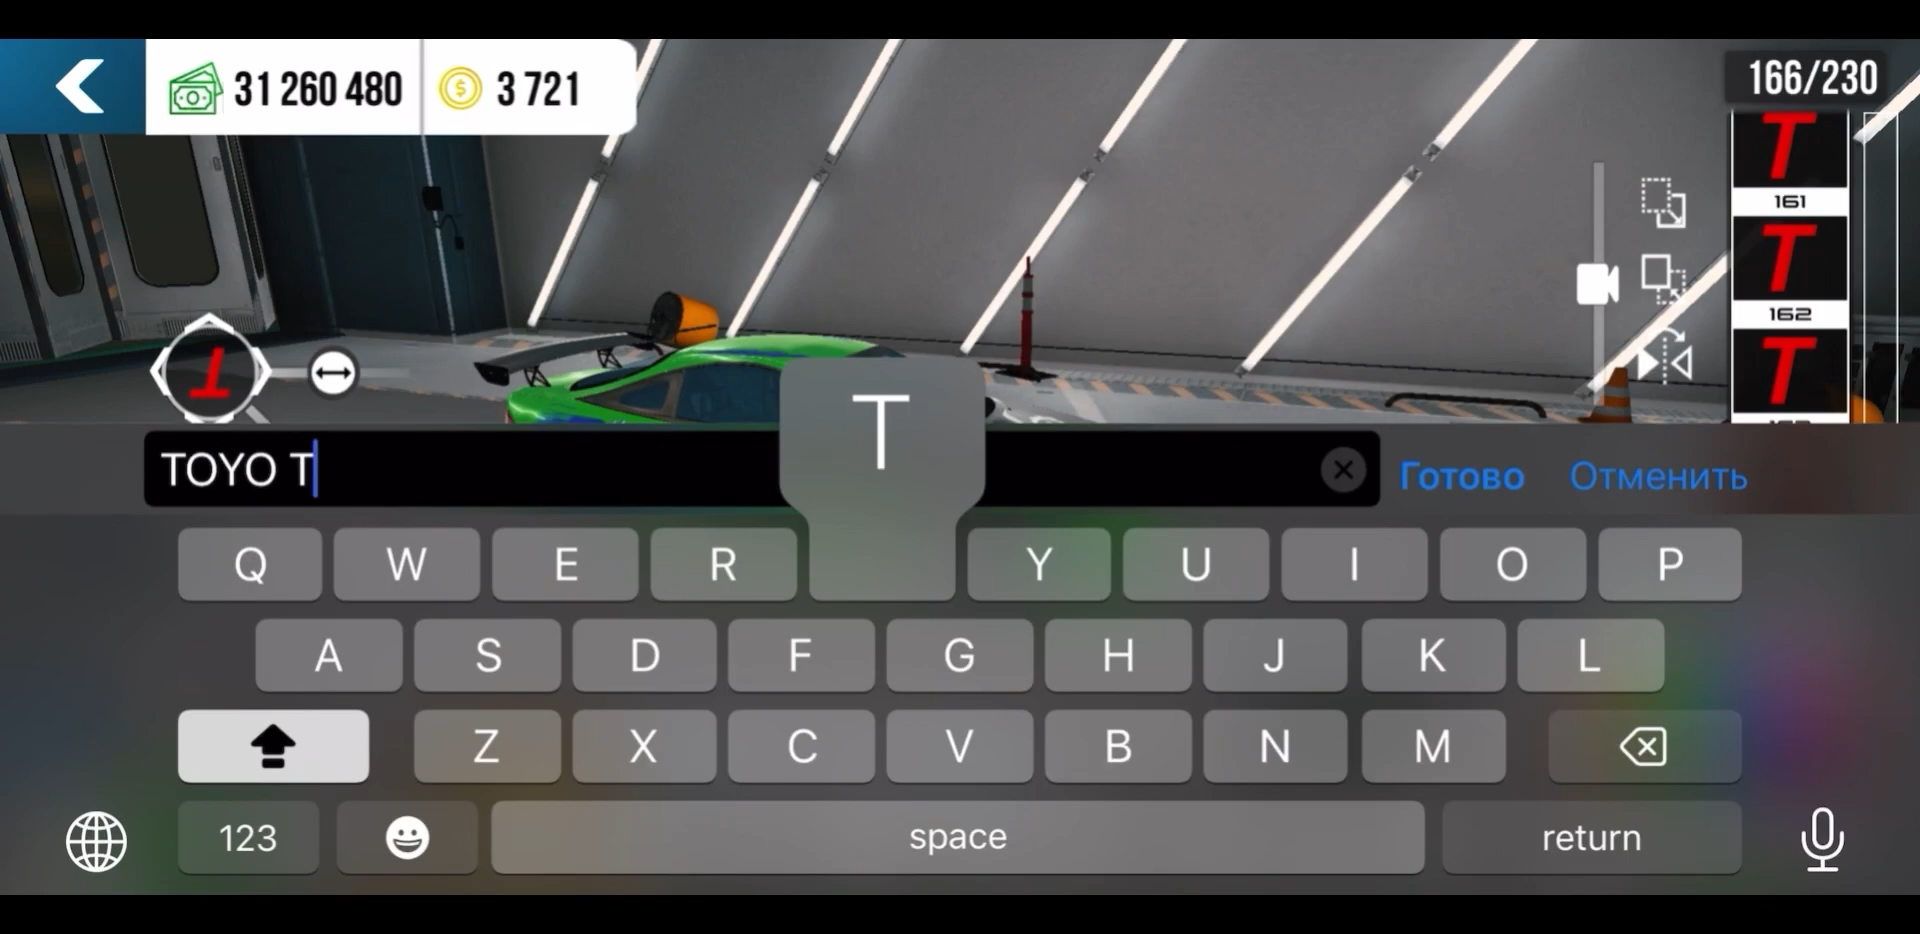 31 260 480
3 721
166/230
T
161
T
162
T
T
TOYO T
T
Готово
Отменить
Q W E R Y U I O P
A S D F G H J K L
Z X C V B N M
123
space
return